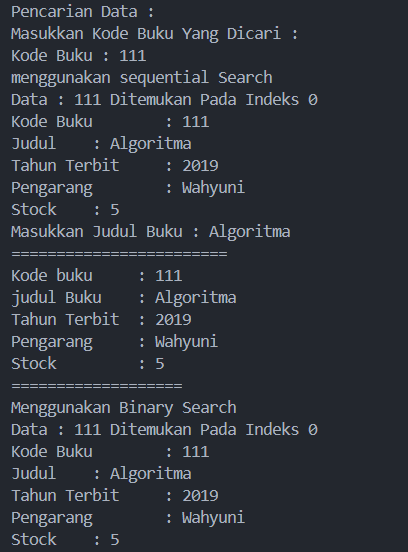 Pencarian Data :
Masukkan Kode Buku Yang Dicari :
Kode Buku : 111
menggunakan sequential Search
Data : 111 Ditemukan Pada Indeks 0
Kode Buku        : 111
Judul    : Algoritma
Tahun Terbit     : 2019
Pengarang        : Wahyuni
Stock    : 5
Masukkan Judul Buku : Algoritma
========================
Kode buku     : 111
judul Buku    : Algoritma
Tahun Terbit  : 2019
Pengarang     : Wahyuni
Stock         : 5
===================
Menggunakan Binary Search
Data : 111 Ditemukan Pada Indeks 0
Kode Buku        : 111
Judul    : Algoritma
Tahun Terbit     : 2019
Pengarang        : Wahyuni
Stock    : 5